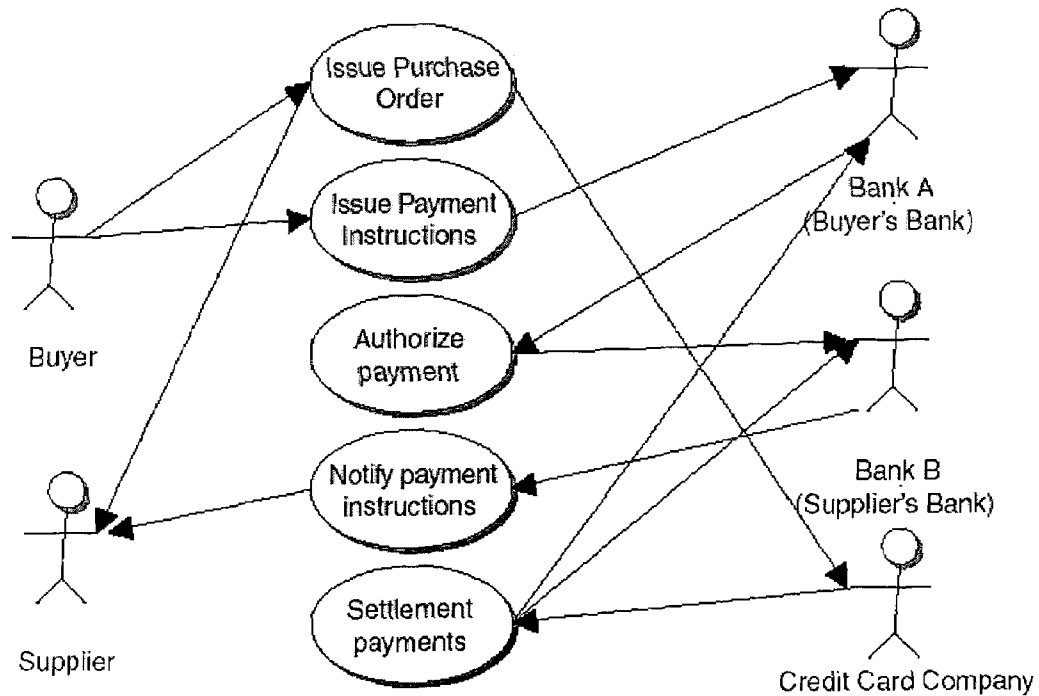 Issue Purchase
Order
Issue Payment
Instructions
Authorize
payment
Notify payment
instructions
Settlement
payments
Buyer
Supplier
Bank A
(Buyer's Bank)
Bank B
(Supplier's Bank)
Credit Card Company